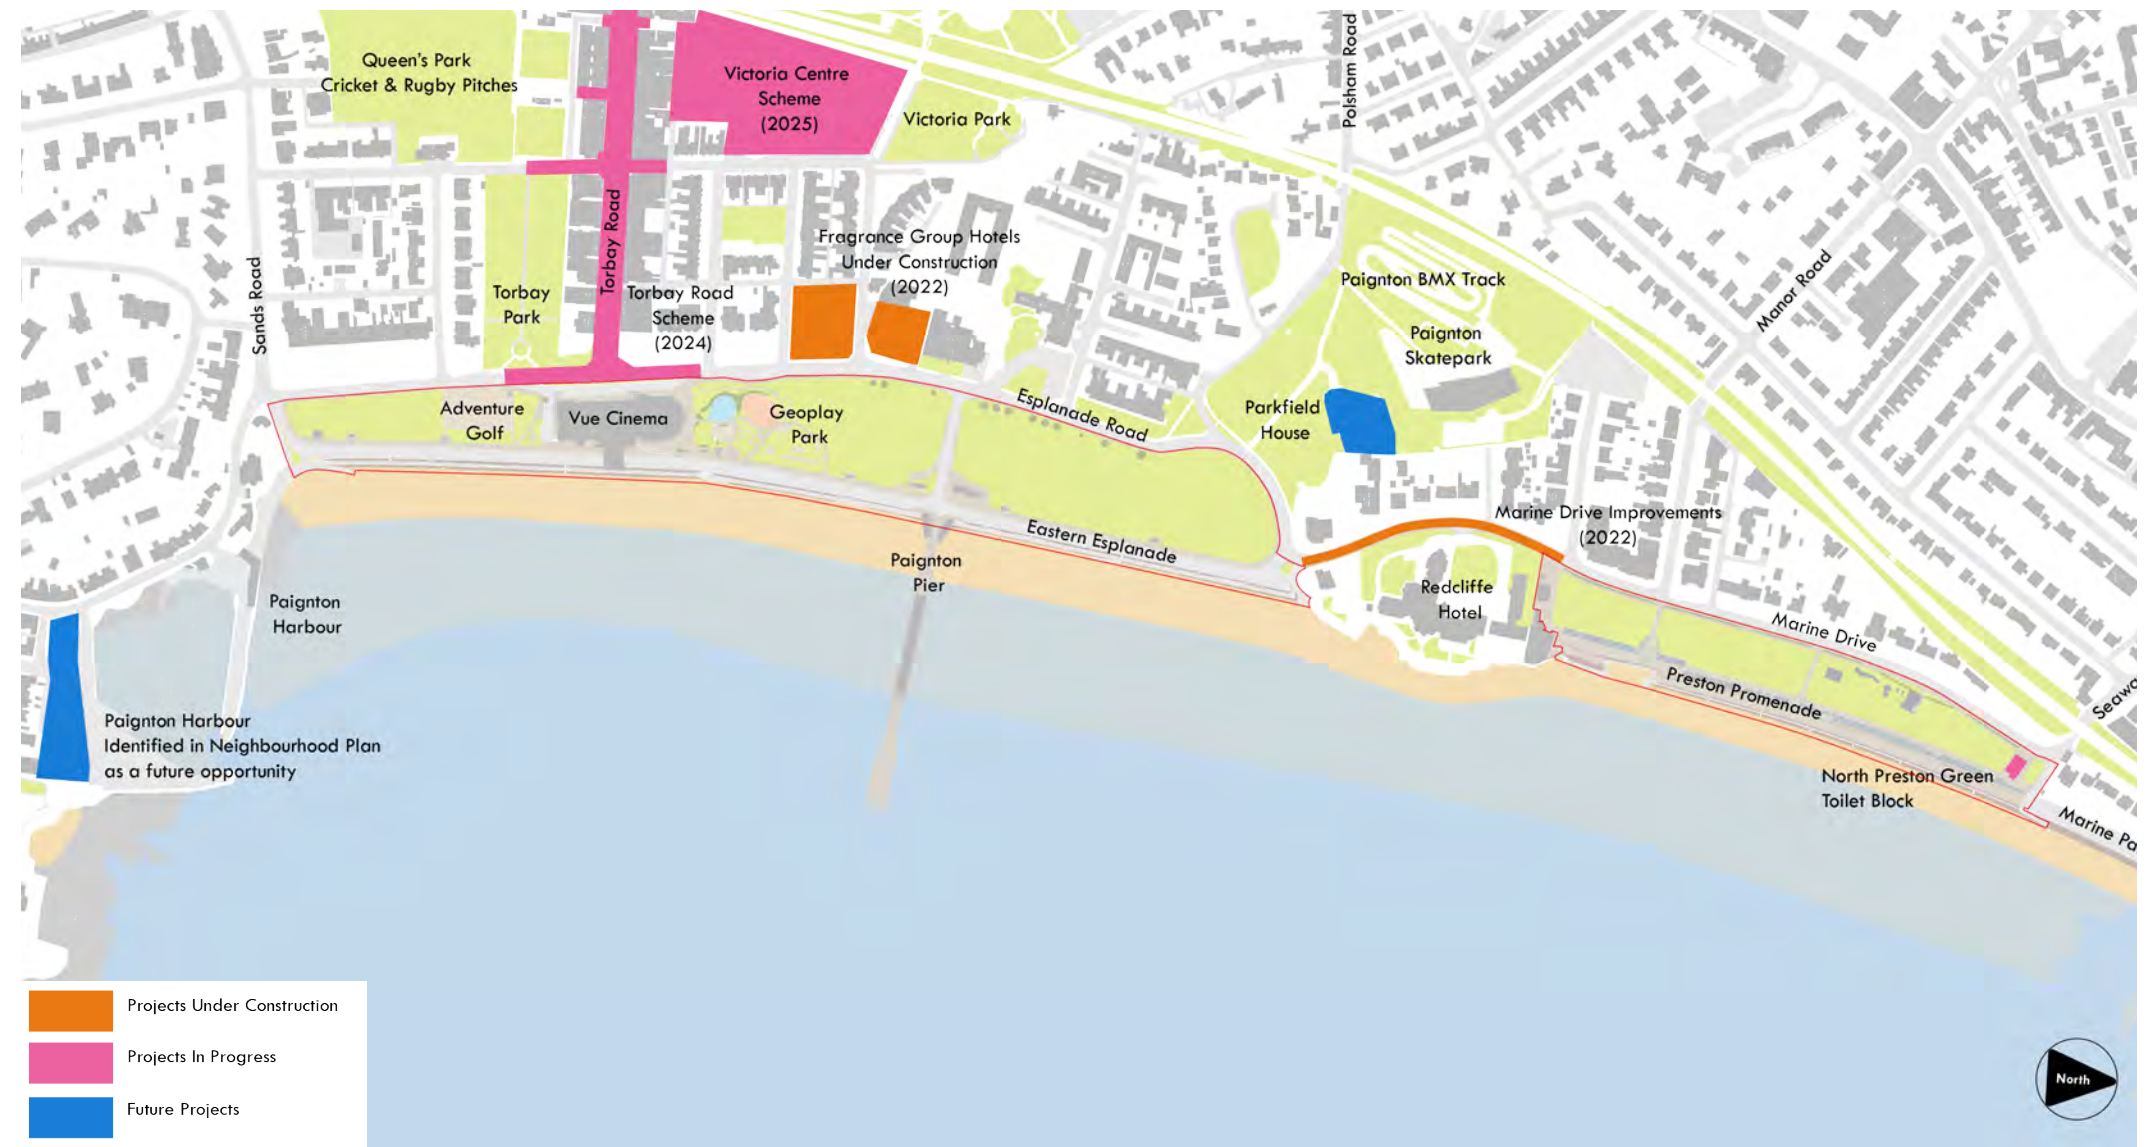 Queen's Park
Cricket & Rugby Pitches
Victoria Centre
Scheme
(2025)
Victoria Park
Polsham Road
Sands Road
Torbay
Park
Torbay Road
Torbay Road
Scheme
(2024)
Fragrance Group Hotels
Under Construction
(2022)
Paignton BMX Track
Paignton
Skatepark
Manor Road
Adventure
Golf
Vue Cinema
Geoplay
Park
Esplanade Road
Parkfield
House
Eastern Esplanade
Marine Drive Improvements
(2022)
Paignton
Pier
Redcliffe
Hotel
Paignton
Harbour
Marine Drive
Preston Promenade
Paignton Harbour
Identified in Neighbourhood Plan
as a future opportunity
North Preston Green
Toilet Block
Marine
Projects Under Construction
Projects In Progress
Future Projects
North